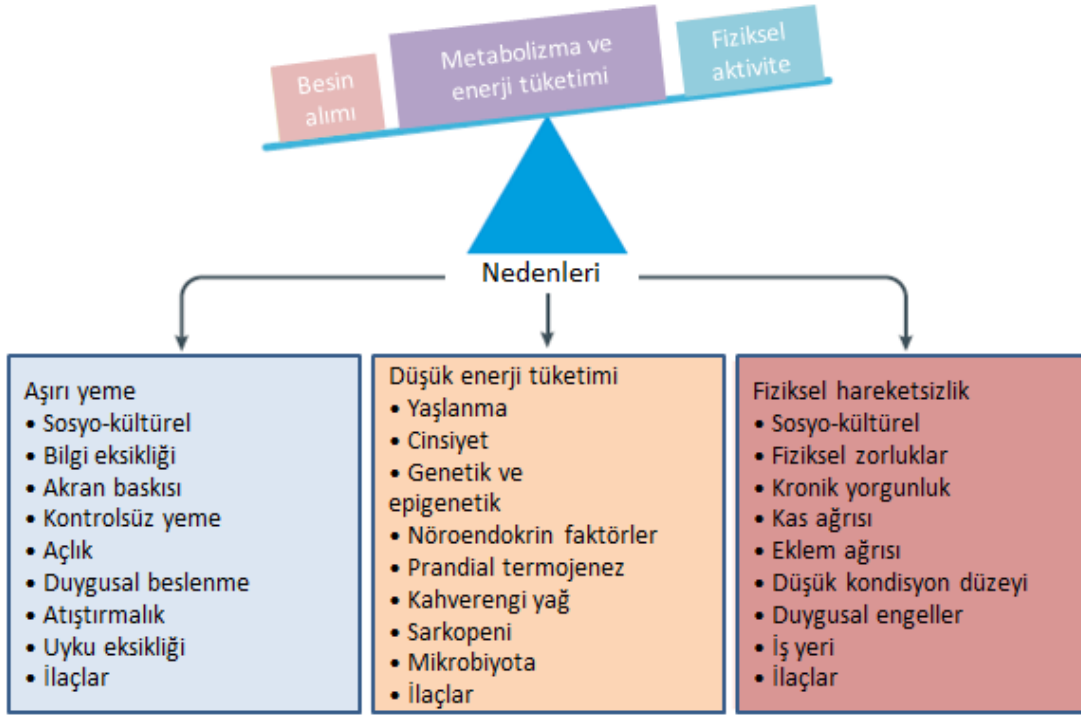 Besin
alımı
Metabolizma ve
enerji tüketimi
Fiziksel
aktivite
Nedenleri
Aşırı yeme
• Sosyo-kültürel
• Bilgi eksikliği
• Akran baskısı
• Kontrolsüz yeme
• Açlık
• Duygusal beslenme
• Atıştırmalık
• Uyku eksikliği
• İlaçlar
Düşük enerji tüketimi
• Yaşlanma
• Cinsiyet
• Genetik ve
epigenetik
• Nöroendokrin faktörler
• Prandial termojenez
• Kahverengi yağ
• Sarkopeni
• Mikrobiyota
• İlaçlar
Fiziksel hareketsizlik
• Sosyo-kültürel
• Fiziksel zorluklar
• Kronik yorgunluk
• Kas ağrısı
• Eklem ağrısı
• Düşük kondisyon düzeyi
• Duygusal engeller
• İş yeri
• İlaçlar